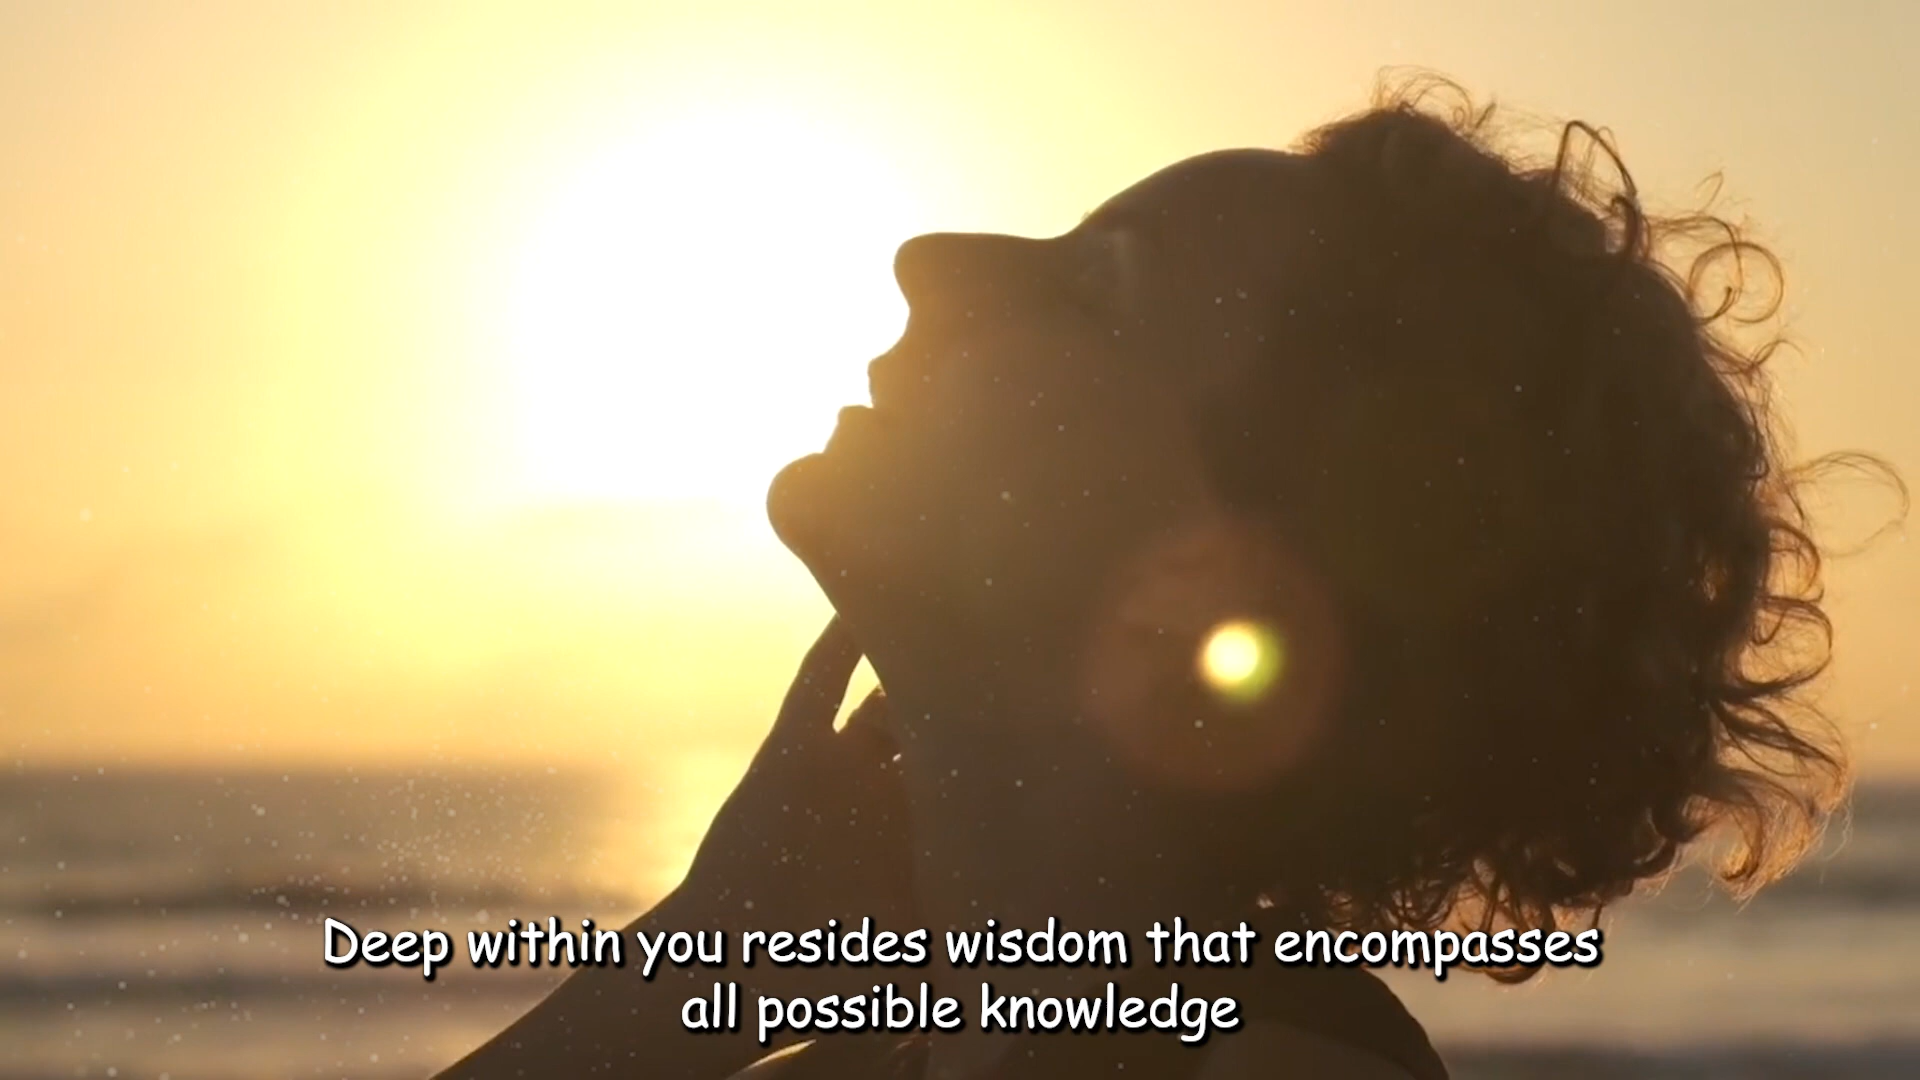 Deep within you resides wisdom that encompasses
all possible knowledge